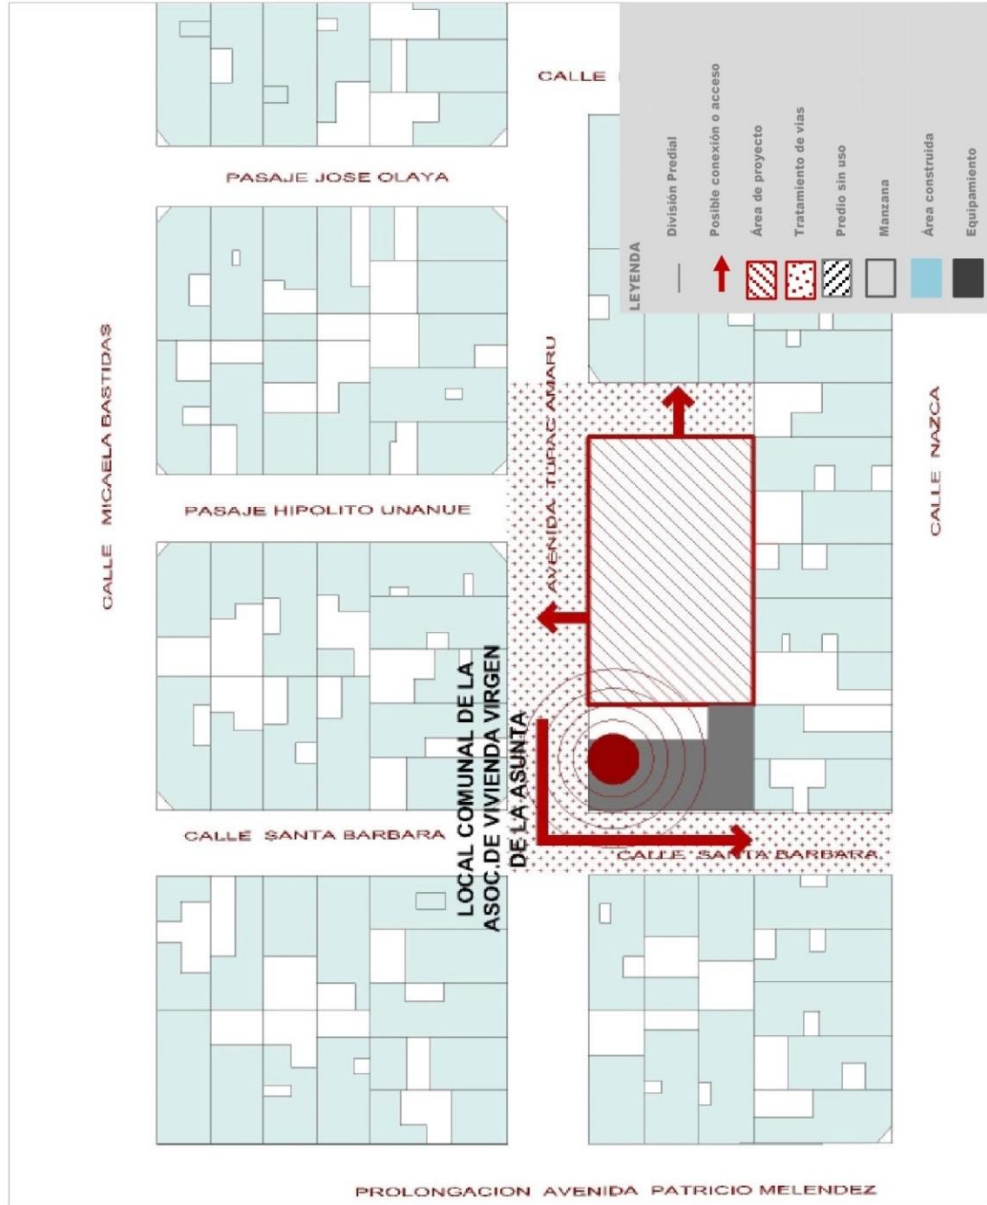 CALLE
PASAJE JOSE OLAYA
CALLE MICAELA BASTIDAS
AVENIDA TUPAC AMARU
CALLE NAZCA
PASAJE HIPOLITO UNANUE
LOCAL COMUNAL DE LA
ASOC.DE VIVIENDA VIRGEN
DE LA ASUNTA
CALLE SANTA BARBARA
CALLE SANTA BARBARA
PROLONGACION AVENIDA PATRICIO MELENDEZ
LEYENDA
División Predial
Posible conexión o acceso
Área de proyecto
Tratamiento de vías
Predio sin uso
Manzana
Área construida
Equipamiento